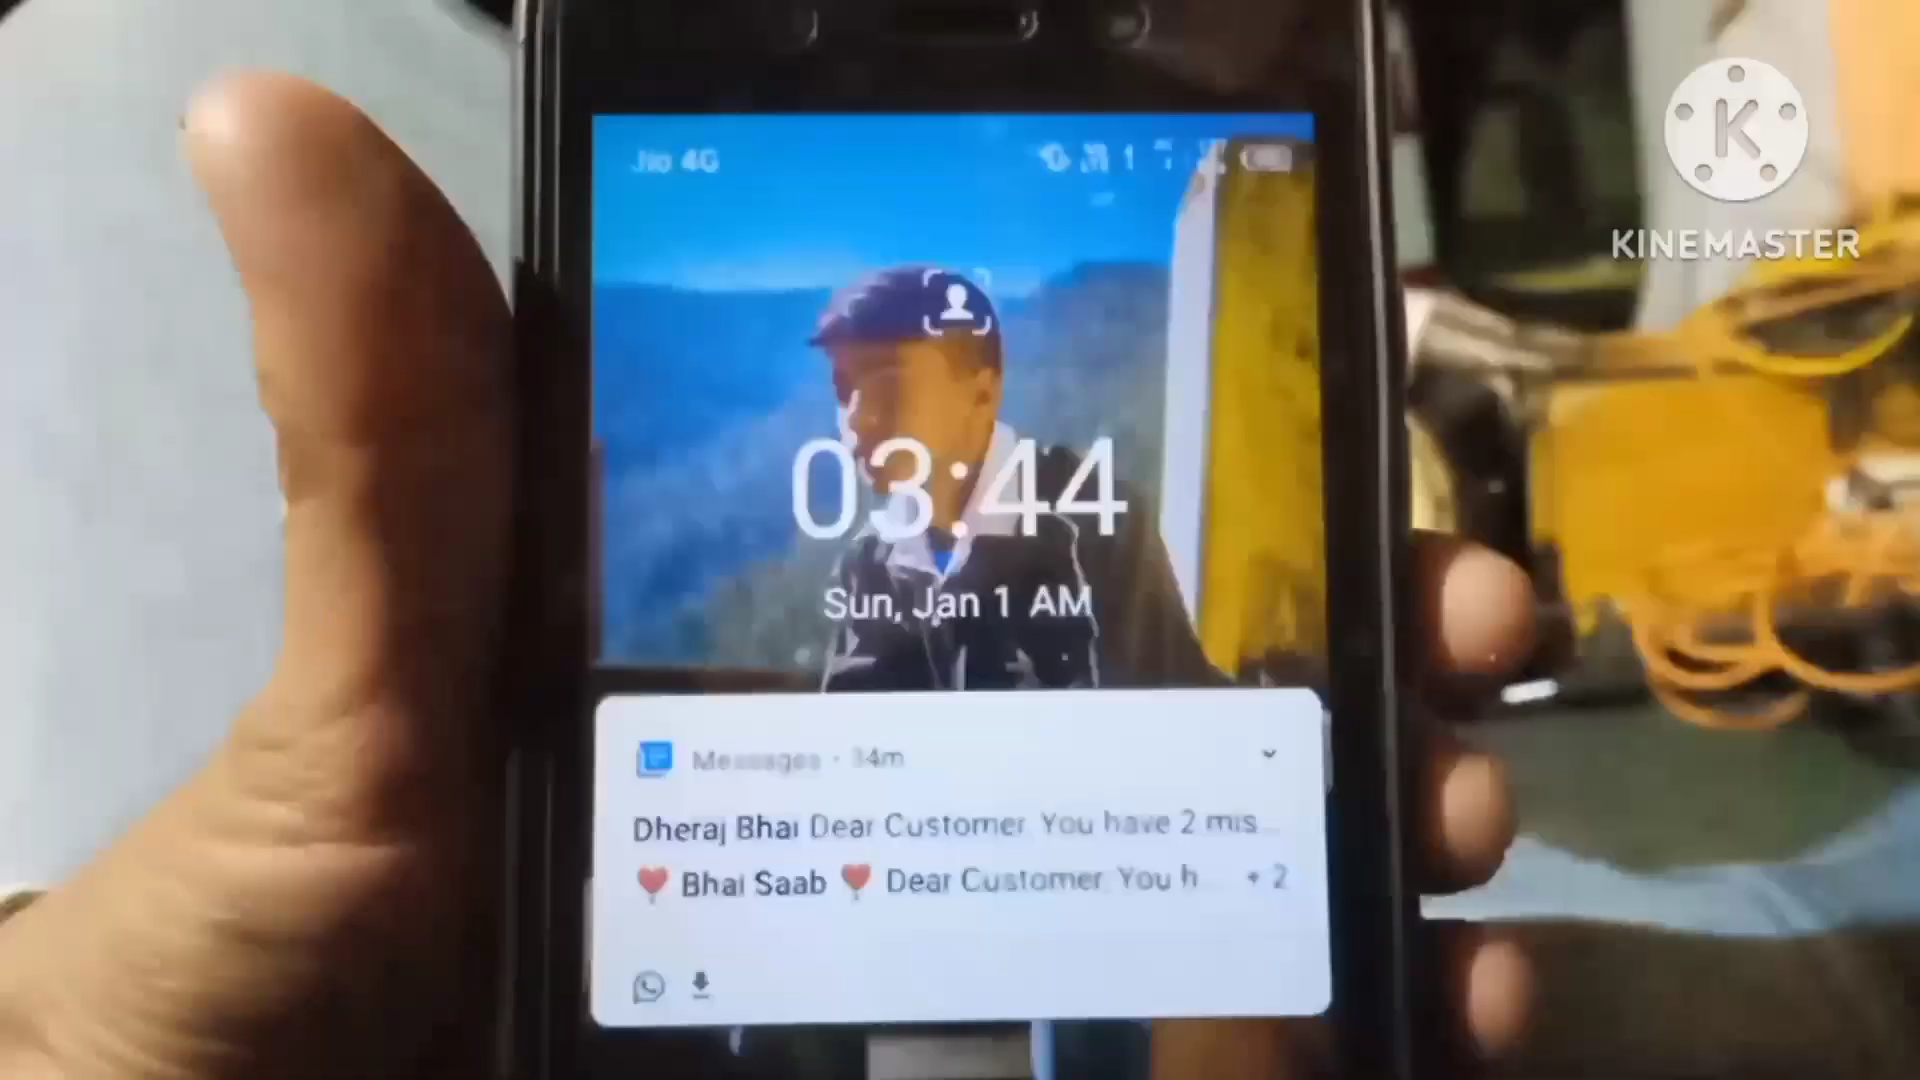 Jio 4G
K
KINEMASTER
03:44
Sun, Jan 1 AM
Messages · 34m
Dheraj Bhai Dear Customer. You have 2 mis...
❤️ Bhai Saab ❤️ Dear Customer. You h... + 2